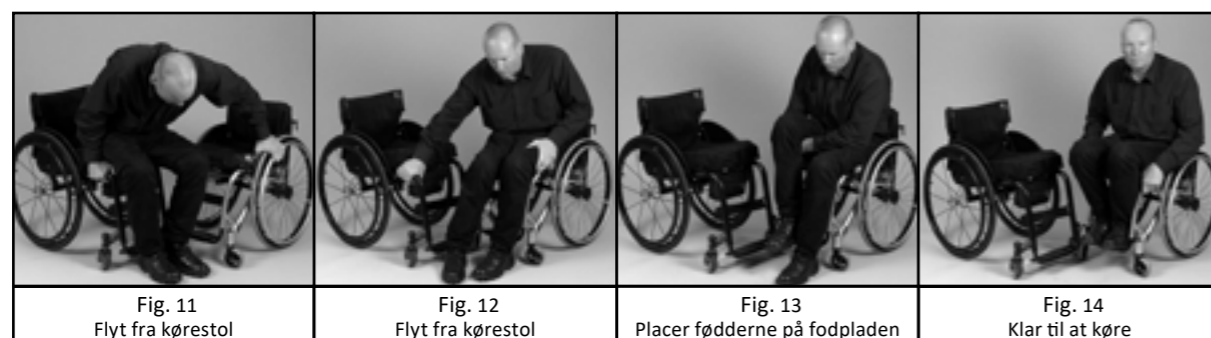 Fig. 11
Flyt fra kørestol
Fig. 12
Flyt fra kørestol
Fig. 13
Placer fødderne på fodpladen
Fig. 14
Klar til at køre